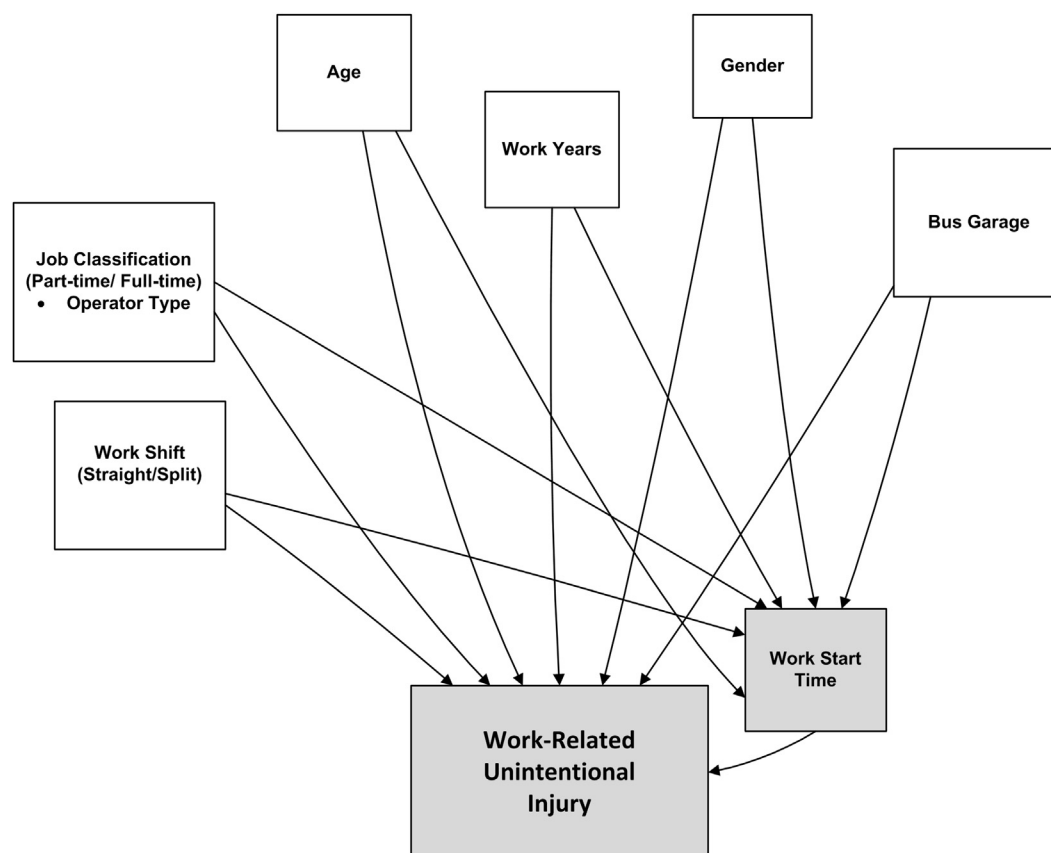 Age
Gender
Work Years
Bus Garage
Job Classification
(Part-time/ Full-time)
• Operator Type
Work Shift
(Straight/Split)
Work Start
Time
Work-Related
Unintentional
Injury